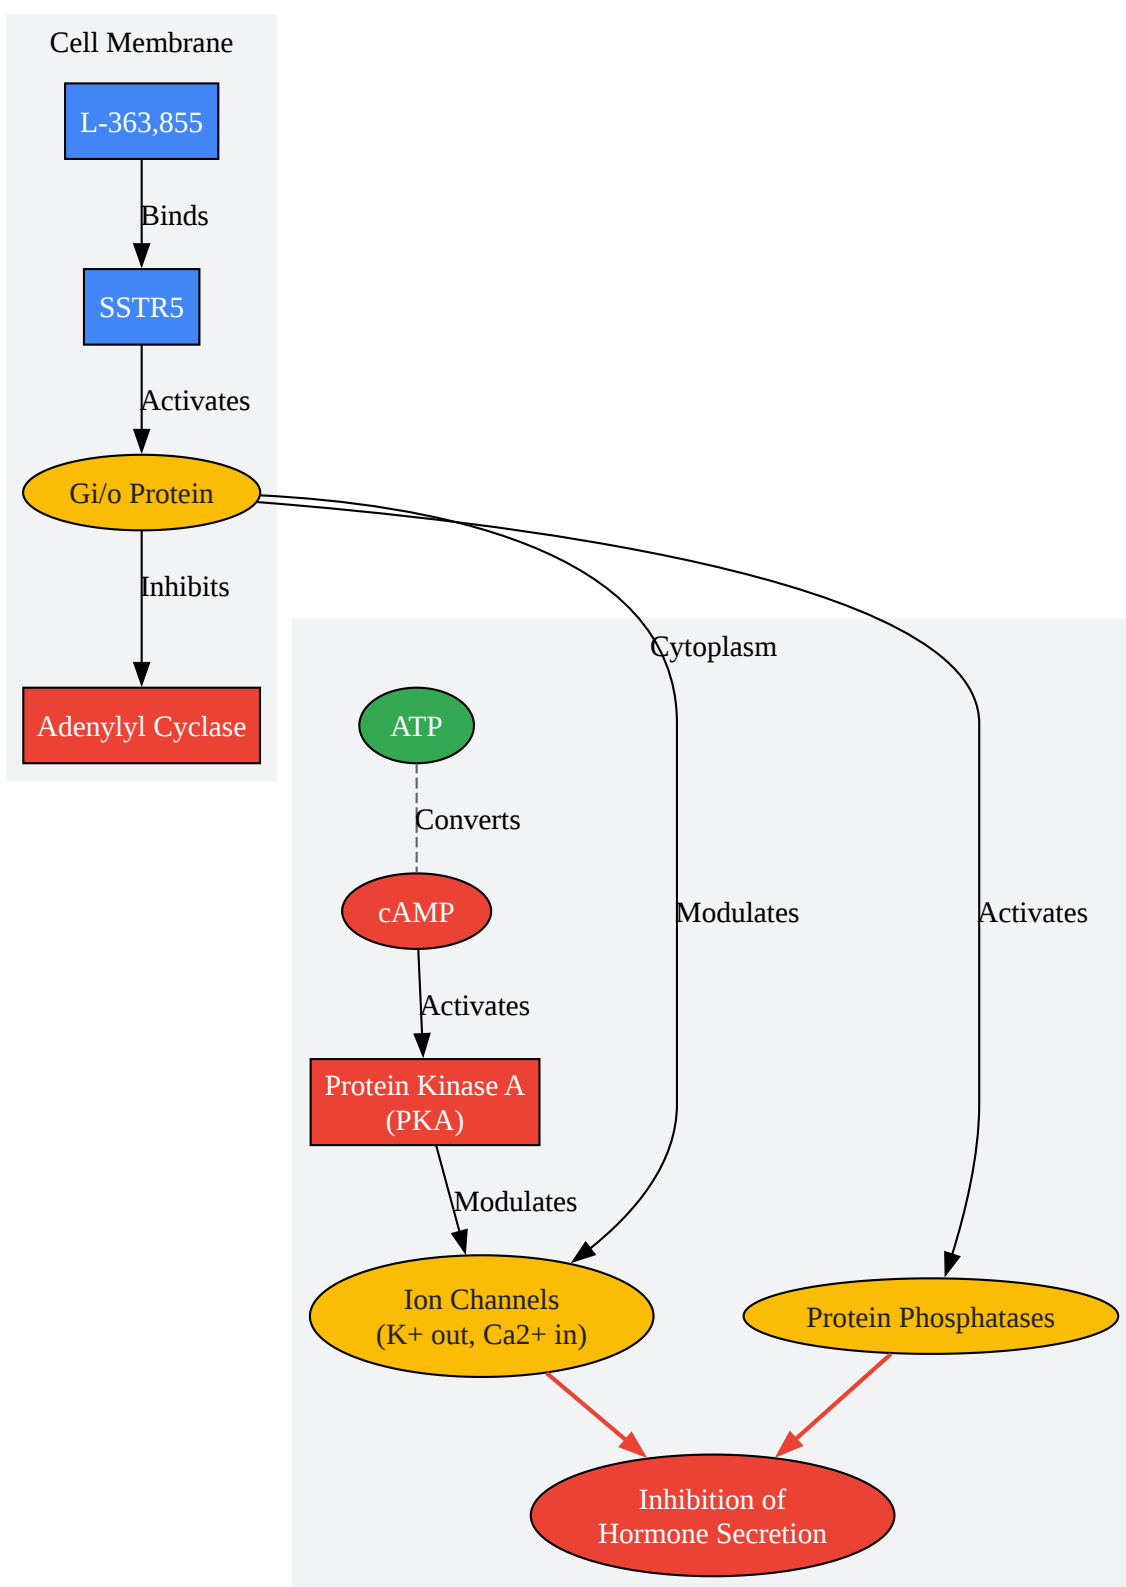 Cell Membrane
L-363,855
Binds
SSTR5
Activates
Gi/o Protein
Inhibits
Adenylyl Cyclase
Cytoplasm
ATP
Converts
cAMP
Modulates
Activates
Activates
Protein Kinase A
(PKA)
Modulates
Ion Channels
(K+ out, Ca2+ in)
Protein Phosphatases
Inhibition of
Hormone Secretion